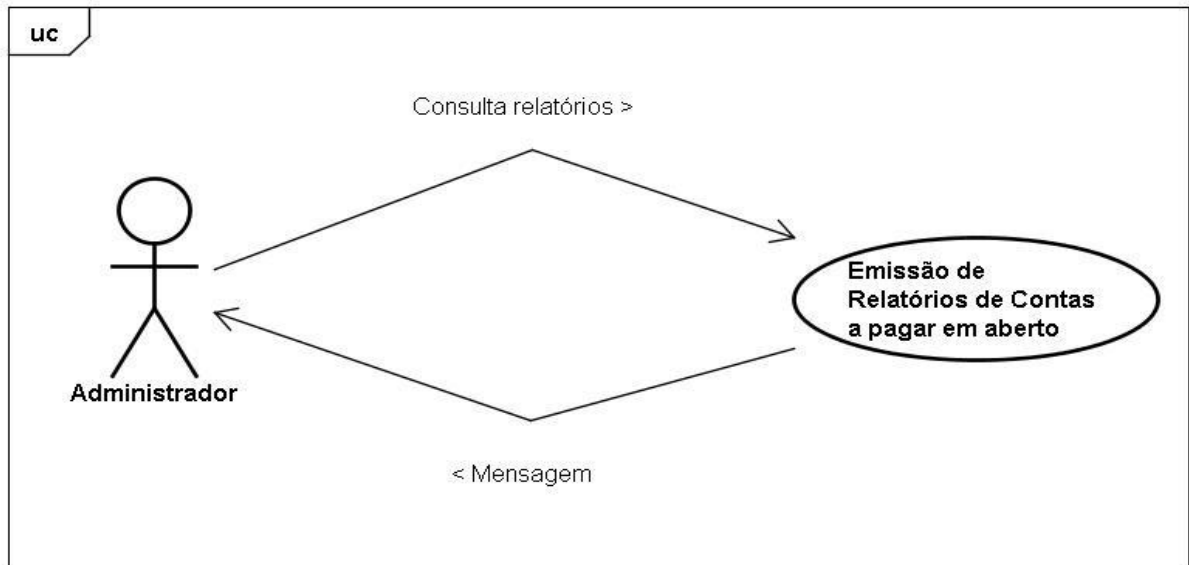 uc
Consulta relatórios >
Emissão de
Relatórios de Contas
a pagar em aberto
Administrador
< Mensagem